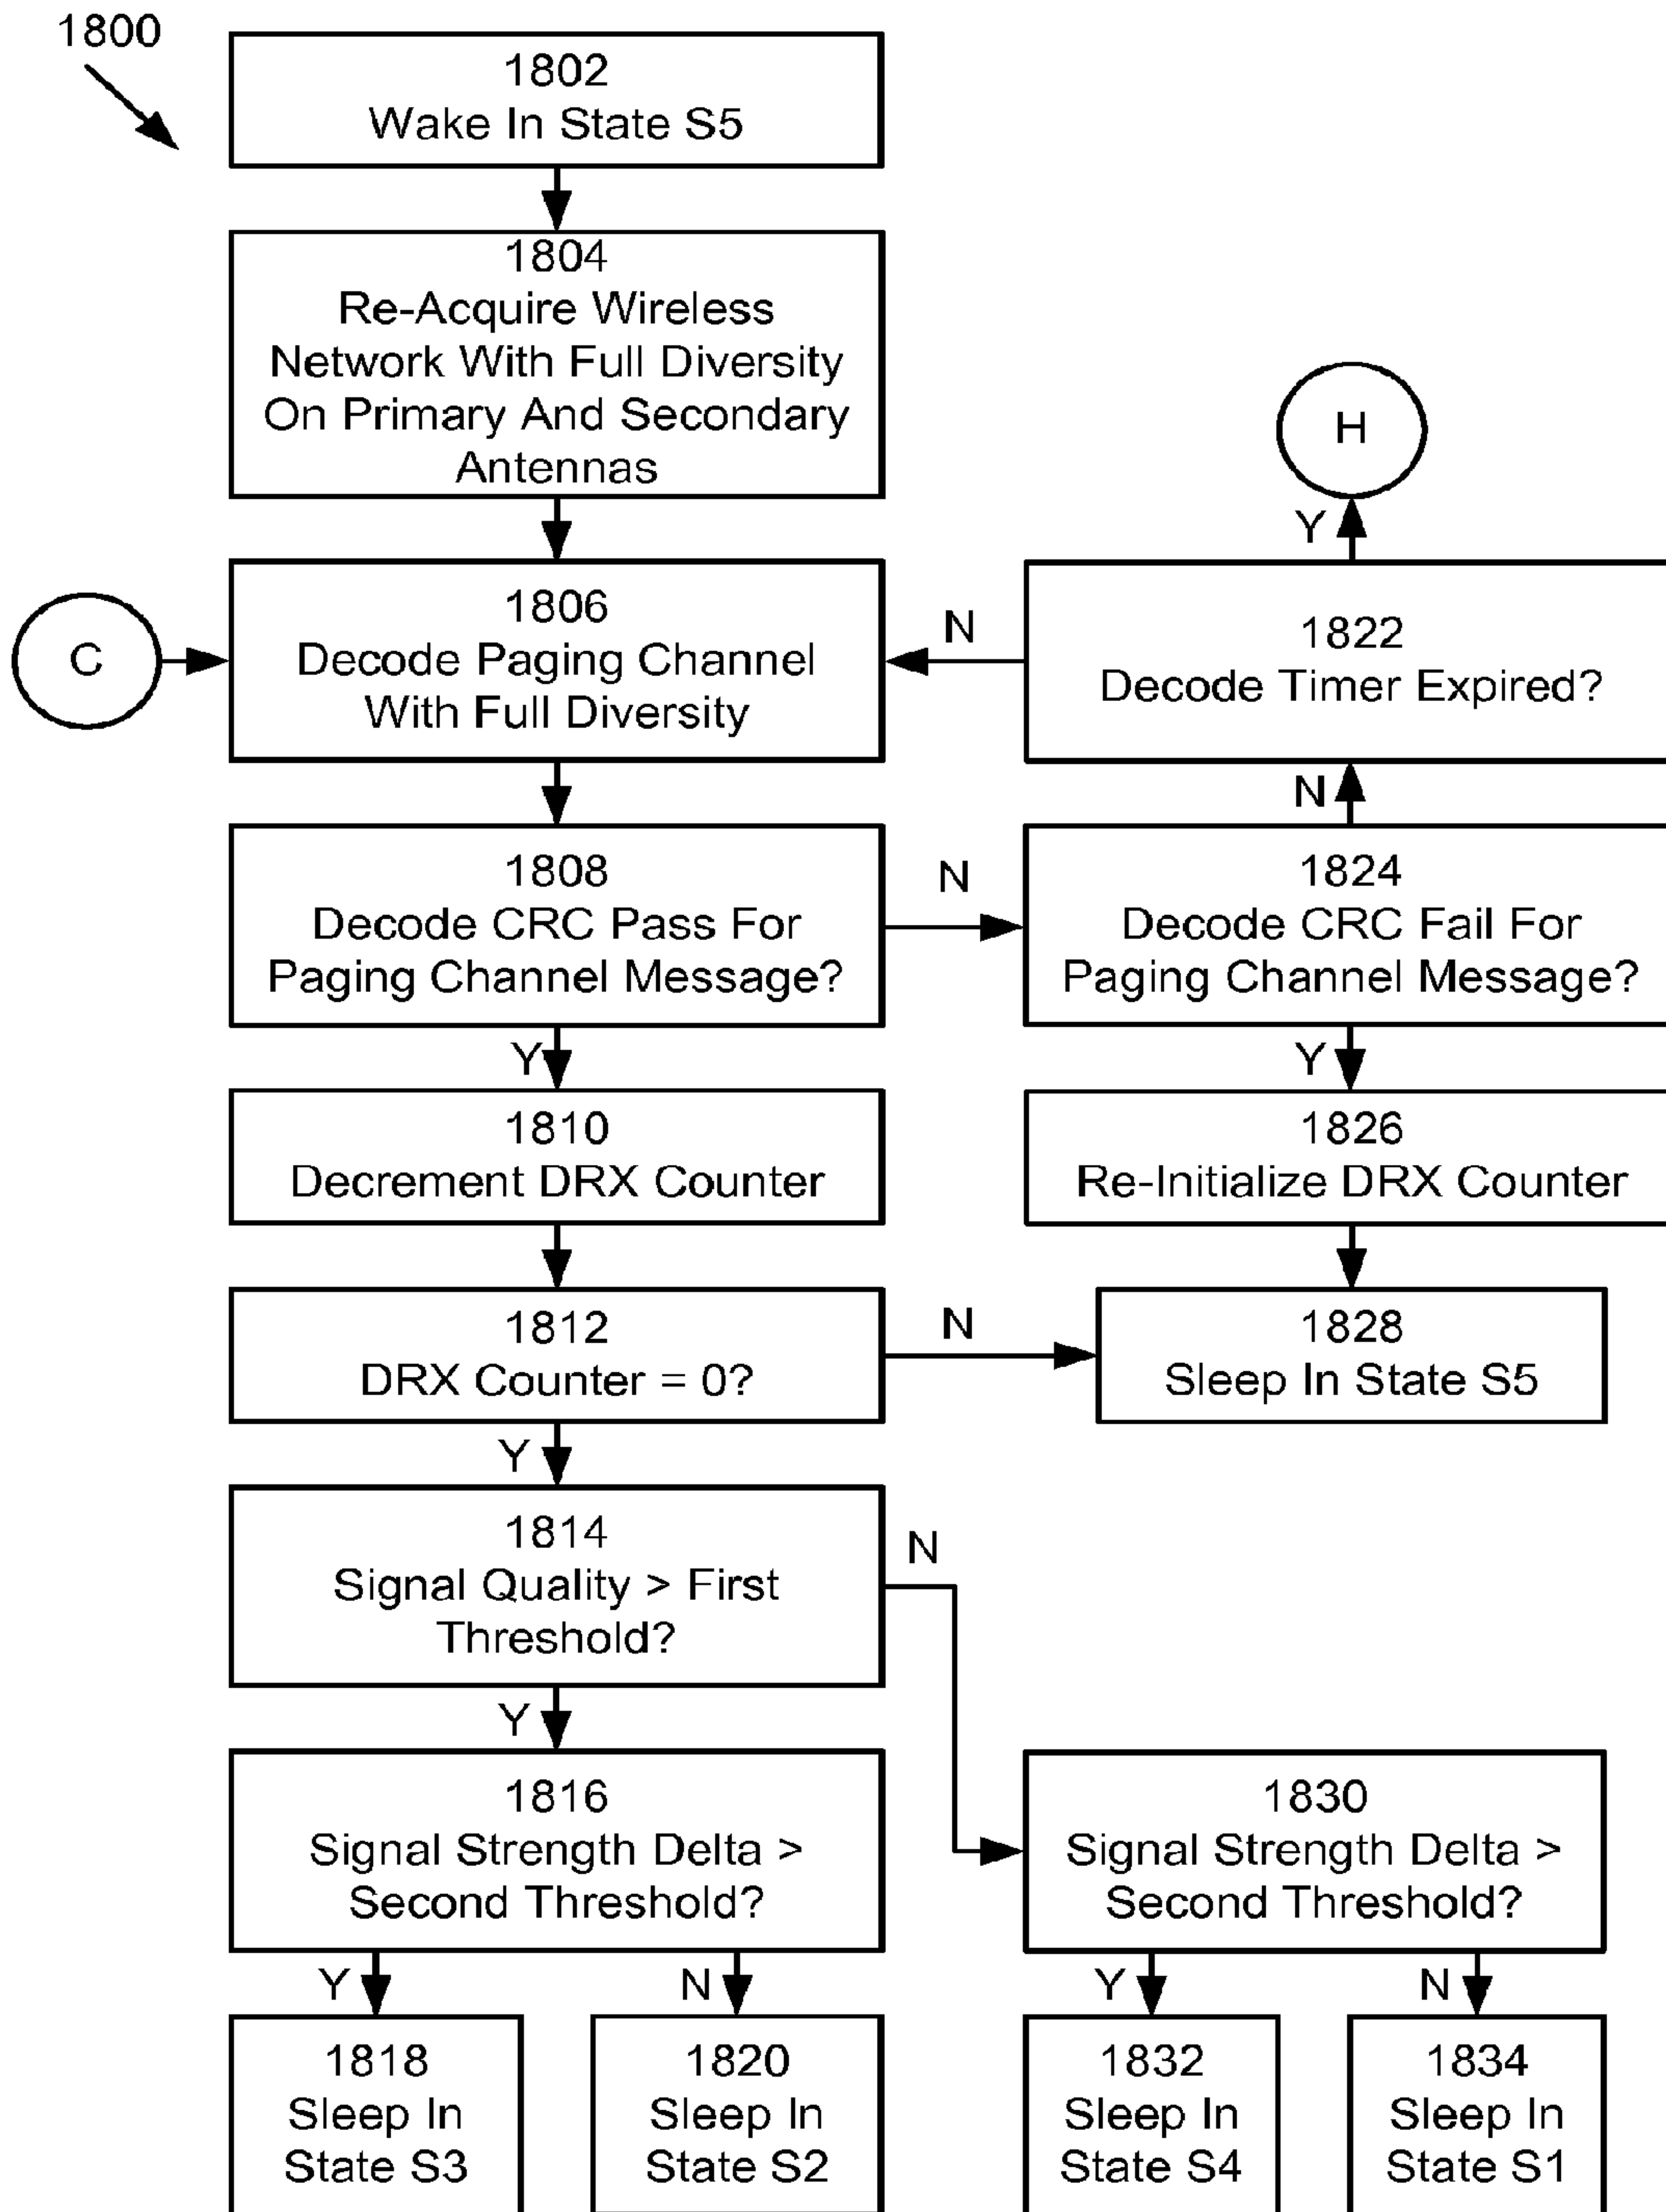 1800
1802
Wake In State S5
1804
Re-Acquire Wireless
Network With Full Diversity
On Primary And Secondary
Antennas
H
Y
C
1806
Decode Paging Channel
With Full Diversity
N
1822
Decode Timer Expired?
N
1808
Decode CRC Pass For
Paging Channel Message?
N
1824
Decode CRC Fail For
Paging Channel Message?
Y
Y
1810
Decrement DRX Counter
1826
Re-Initialize DRX Counter
1812
DRX Counter = 0?
N
1828
Sleep In State S5
Y
1814
Signal Quality > First
Threshold?
N
Y
1816
Signal Strength Delta >
Second Threshold?
1830
Signal Strength Delta >
Second Threshold?
Y
N
Y
N
1818
Sleep In
State S3
1820
Sleep In
State S2
1832
Sleep In
State S4
1834
Sleep In
State S1